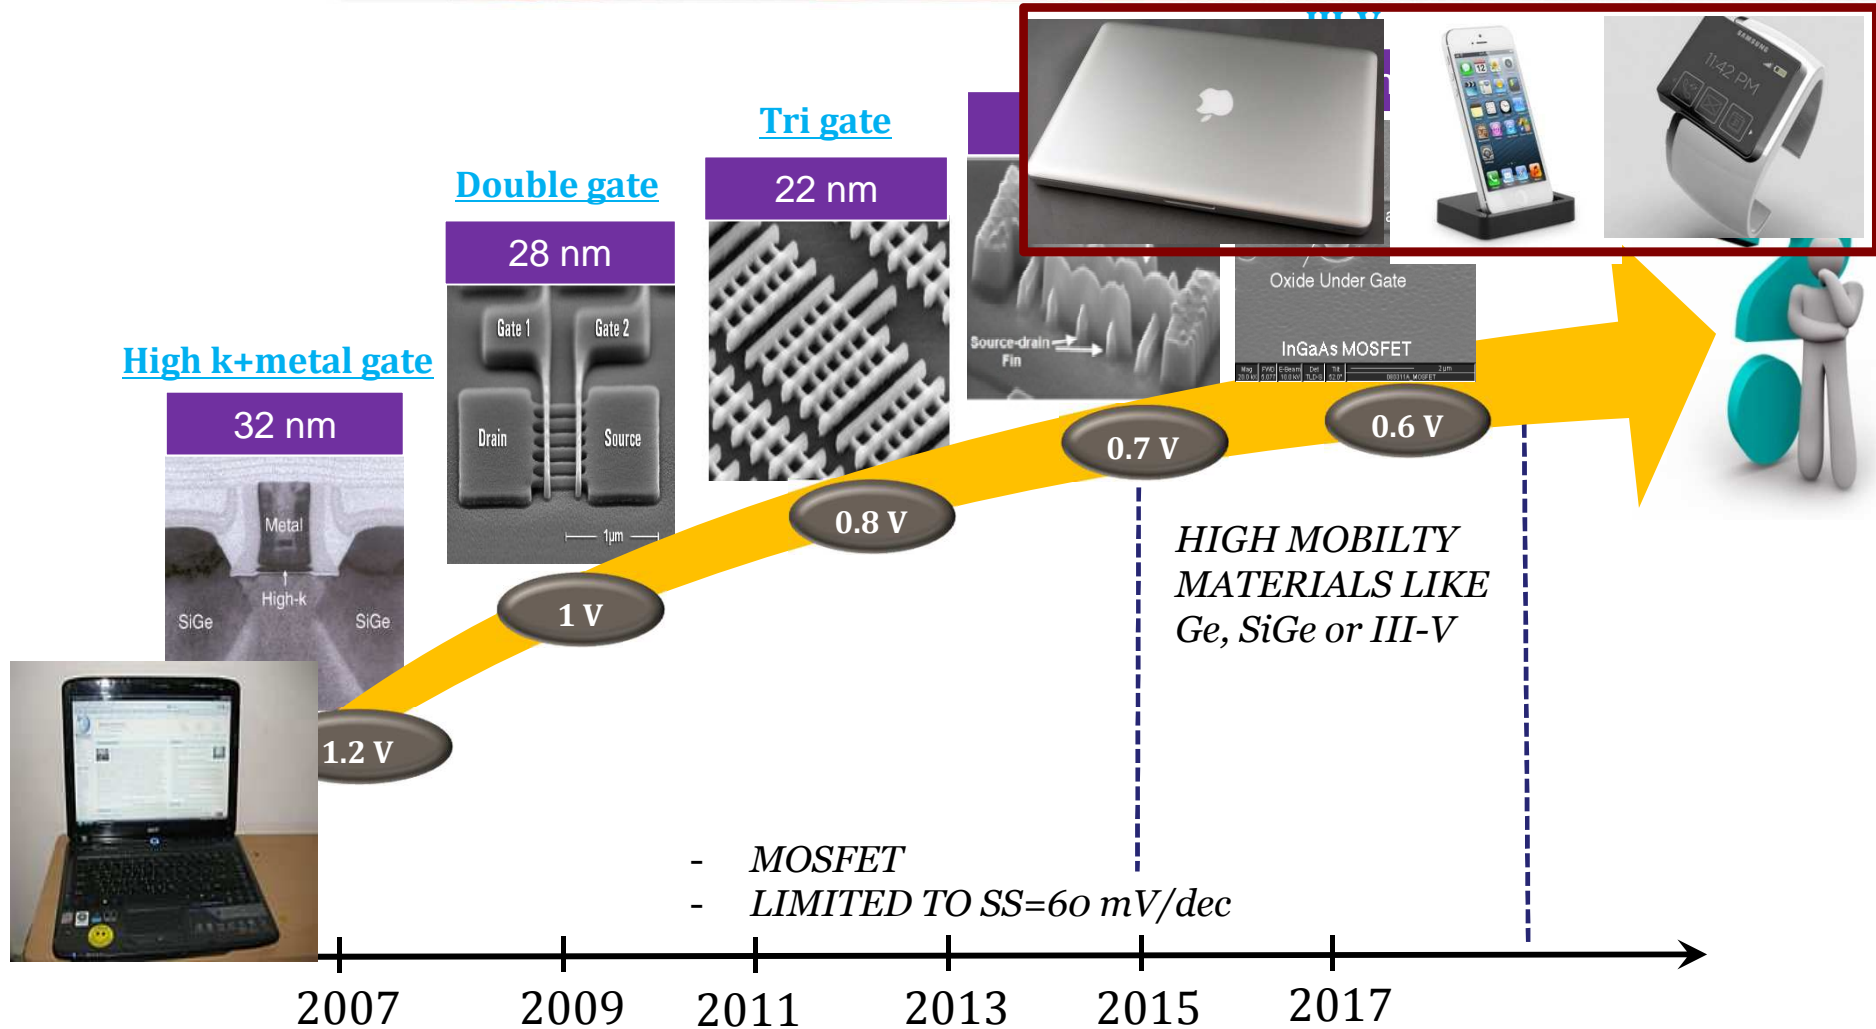 III-V
SAMSUNG
11:42 PM
Tri gate
22 nm
Double gate
28 nm
Gate 1
Gate 2
Drain
Source
1µm
High k+metal gate
32 nm
Metal
High-k
SiGe
SiGe
Source-drain
Fin
Oxide Under Gate
InGaAs MOSFET
2µm
1.2 V
1 V
0.8 V
0.7 V
0.6 V
HIGH MOBILTY
MATERIALS LIKE
Ge, SiGe or III-V
- MOSFET
- LIMITED TO SS=60 mV/dec
2007
2009
2011
2013
2015
2017